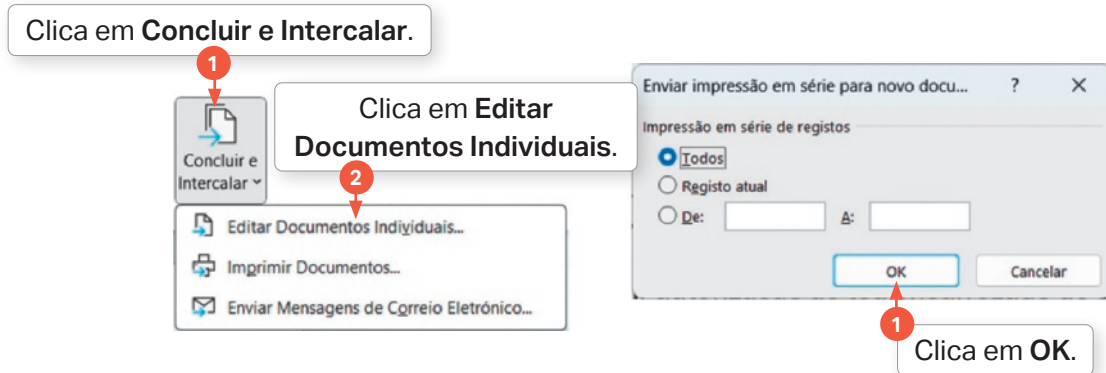 Clica em Concluir e Intercalar.
1
Concluir e
Intercalar
Clica em Editar
Documentos Individuais.
2
Editar Documentos Individuais...
Imprimir Documentos...
Enviar Mensagens de Correio Eletrónico...
Enviar impressão em série para novo docu... ? X
Impressão em série de registos
Todos
Registo atual
De: A:
OK Cancelar
1
Clica em OK.